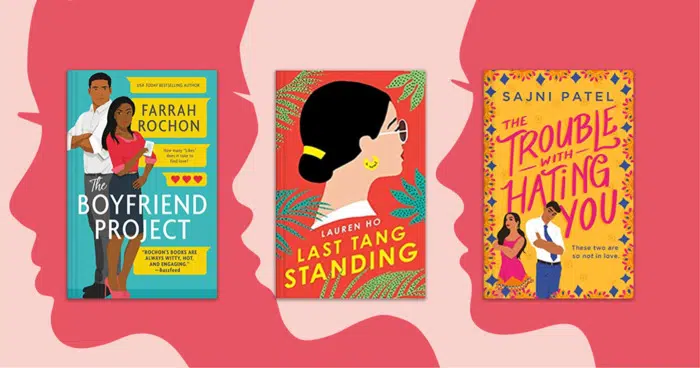 USA TODAY BESTSELLING AUTHOR
FARRAH
ROCHON
How many "Likes"
does it take to
find love?
The
BOYFRIEND
PROJECT
"ROCHON'S BOOKS ARE
ALWAYS WITTY, HOT,
AND ENGAGING."
—Buzzfeed
LAUREN HO
LAST TANG
STANDING
SAJNI PATEL
THE
TROUBLE
WITH
HATING
YOU
These two are
so not in love.